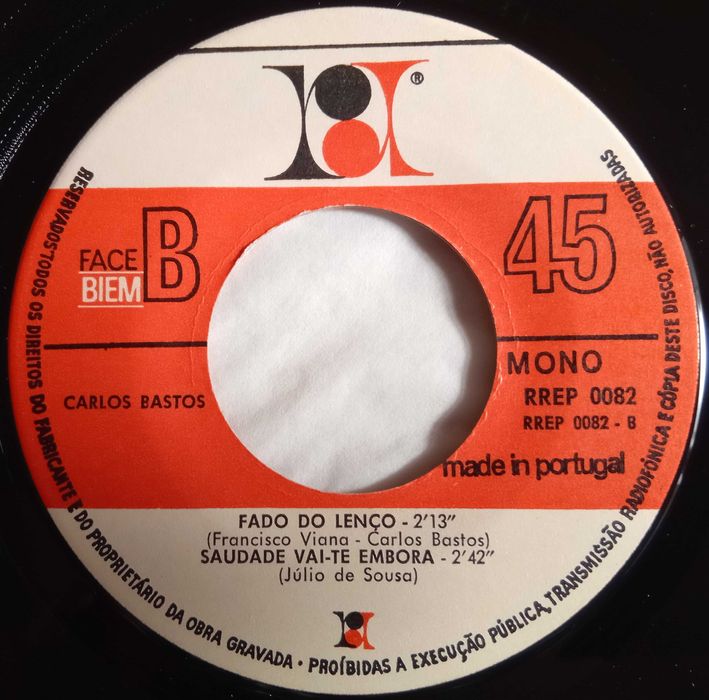 ®
FACE
BIEM
B
45
MONO
CARLOS BASTOS
RREP 0082
RREP 0082 - B
made in portugal
FADO DO LENÇO - 2'13"
(Francisco Viana - Carlos Bastos)
SAUDADE VAI-TE EMBORA - 2'42"
(Júlio de Sousa)
RESERVADOS TODOS OS DIREITOS DO FABRICANTE E DO PROPRIETÁRIO DA OBRA GRAVADA • PROÍBIDAS A EXECUÇÃO PÚBLICA, TRANSMISSÃO RADIOFÓNICA E CÓPIA DESTE DISCO, NÃO AUTORIZADAS